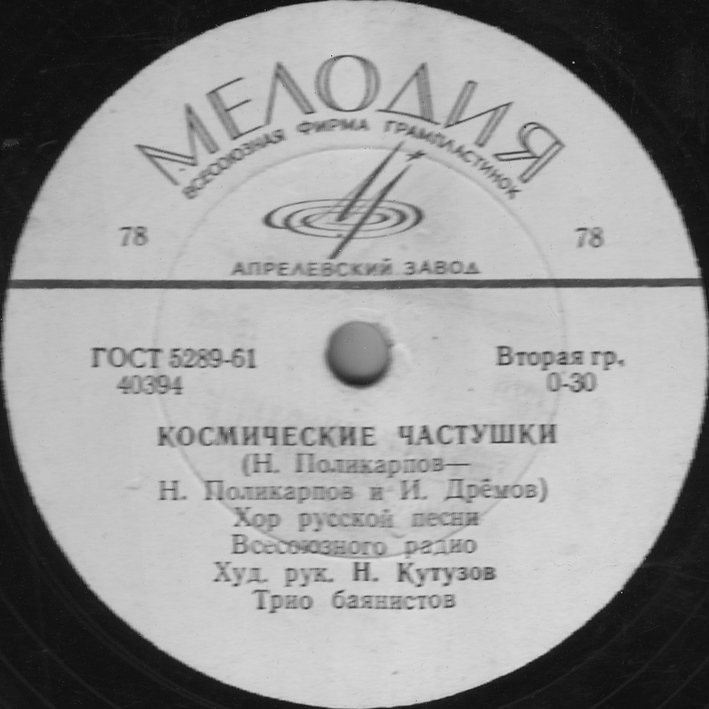 МЕЛОДИЯ
ВСЕСОЮЗНАЯ ФИРМА ГРАМПЛАСТИНОК
78 78
АПРЕЛЕВСКИЙ ЗАВОД
ГОСТ 5289-61 Вторая гр.
40394 0-30
КОСМИЧЕСКИЕ ЧАСТУШКИ
(Н. Поликарпов—
Н. Поликарпов и И. Дрёмов)
Хор русской песни
Всесоюзного радио
Худ. рук. Н. Кутузов
Трио баянистов